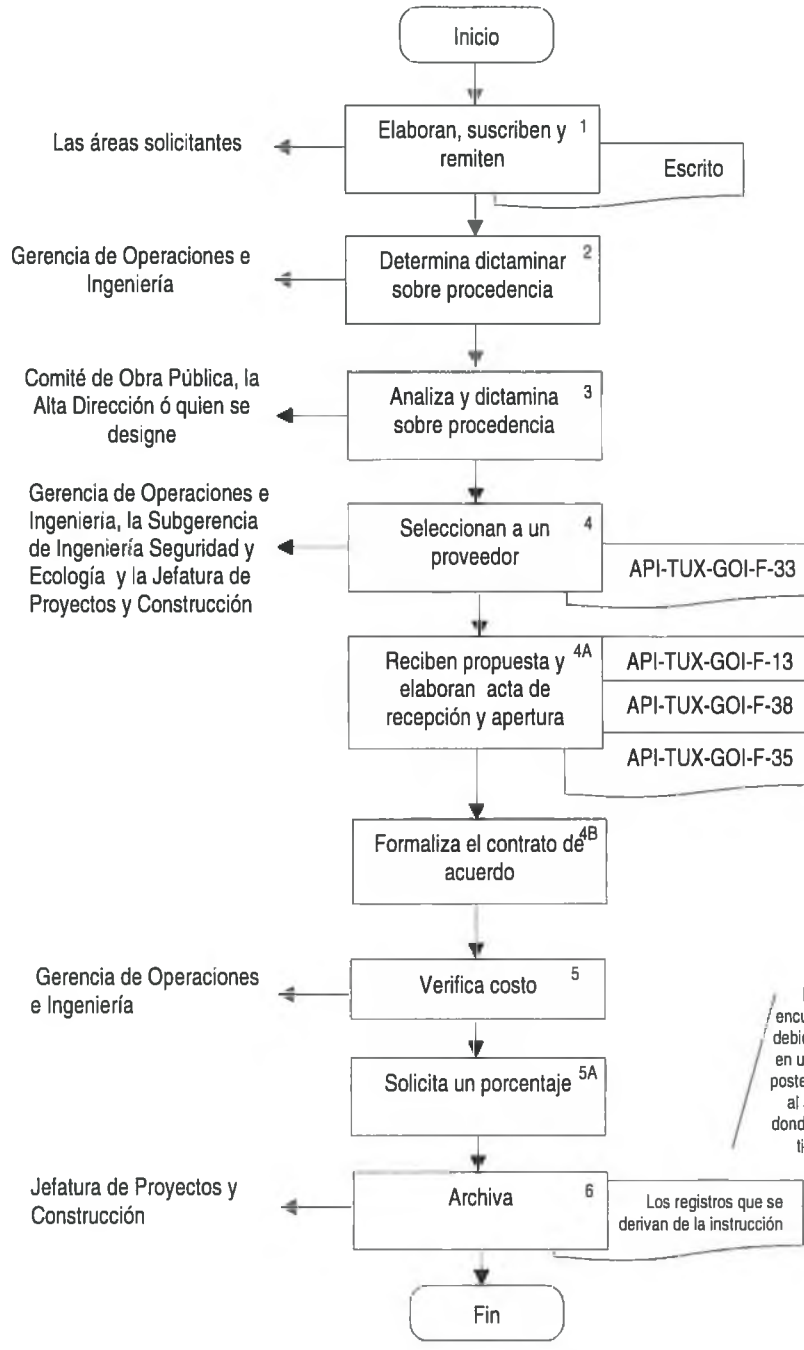 Inicio
Las áreas solicitantes
Elaboran, suscriben y 1
remiten
Escrito
Gerencia de Operaciones e
Ingeniería
Determina dictaminar 2
sobre procedencia
Comité de Obra Pública, la
Alta Dirección ó quien se
designe
Analiza y dictamina 3
sobre procedencia
Gerencia de Operaciones e
Ingeniería, la Subgerencia
de Ingeniería Seguridad y
Ecología y la Jefatura de
Proyectos y Construcción
Seleccionan a un 4
proveedor
API-TUX-GOI-F-33
Reciben propuesta y 4A
elaboran acta de
recepción y apertura
API-TUX-GOI-F-13
API-TUX-GOI-F-38
API-TUX-GOI-F-35
Formaliza el contrato de 4B
acuerdo
Gerencia de Operaciones
e Ingeniería
Verifica costo 5
Solicita un porcentaje 5A
Jefatura de Proyectos y
Construcción
Archiva 6
Los registros que se
derivan de la instrucción
Fin